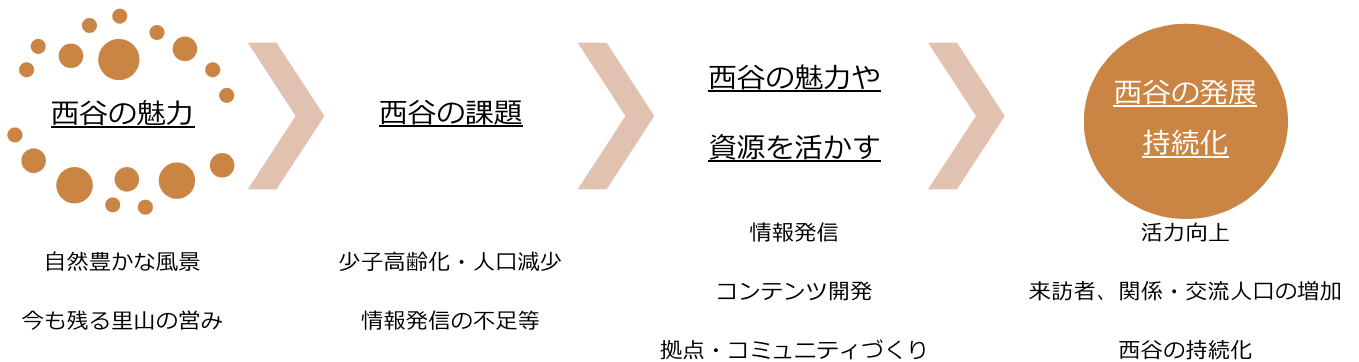 西谷の魅力
自然豊かな風景
今も残る里山の営み
西谷の課題
少子高齢化・人口減少
情報発信の不足等
西谷の魅力や
資源を活かす
情報発信
コンテンツ開発
拠点・コミュニティづくり
西谷の発展
持続化
活力向上
来訪者、関係・交流人口の増加
西谷の持続化